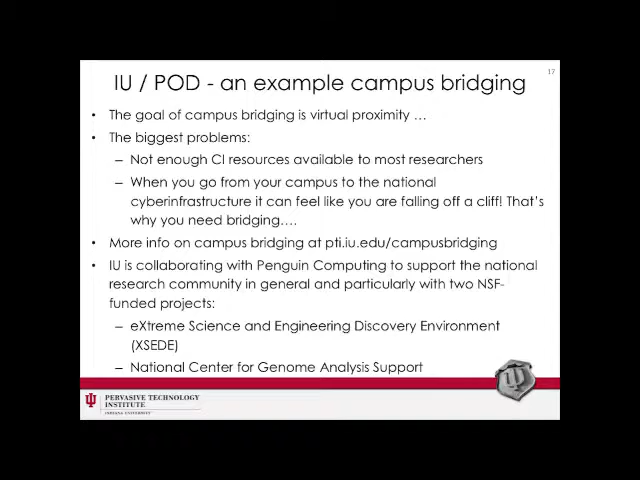 17
IU / POD - an example campus bridging
• The goal of campus bridging is virtual proximity …
• The biggest problems:
– Not enough CI resources available to most researchers
– When you go from your campus to the national
cyberinfrastructure it can feel like you are falling off a cliff! That's
why you need bridging….
• More info on campus bridging at pti.iu.edu/campusbridging
• IU is collaborating with Penguin Computing to support the national
research community in general and particularly with two NSF-
funded projects:
– eXtreme Science and Engineering Discovery Environment
(XSEDE)
– National Center for Genome Analysis Support
PERVASIVE TECHNOLOGY
INSTITUTE
INDIANA UNIVERSITY